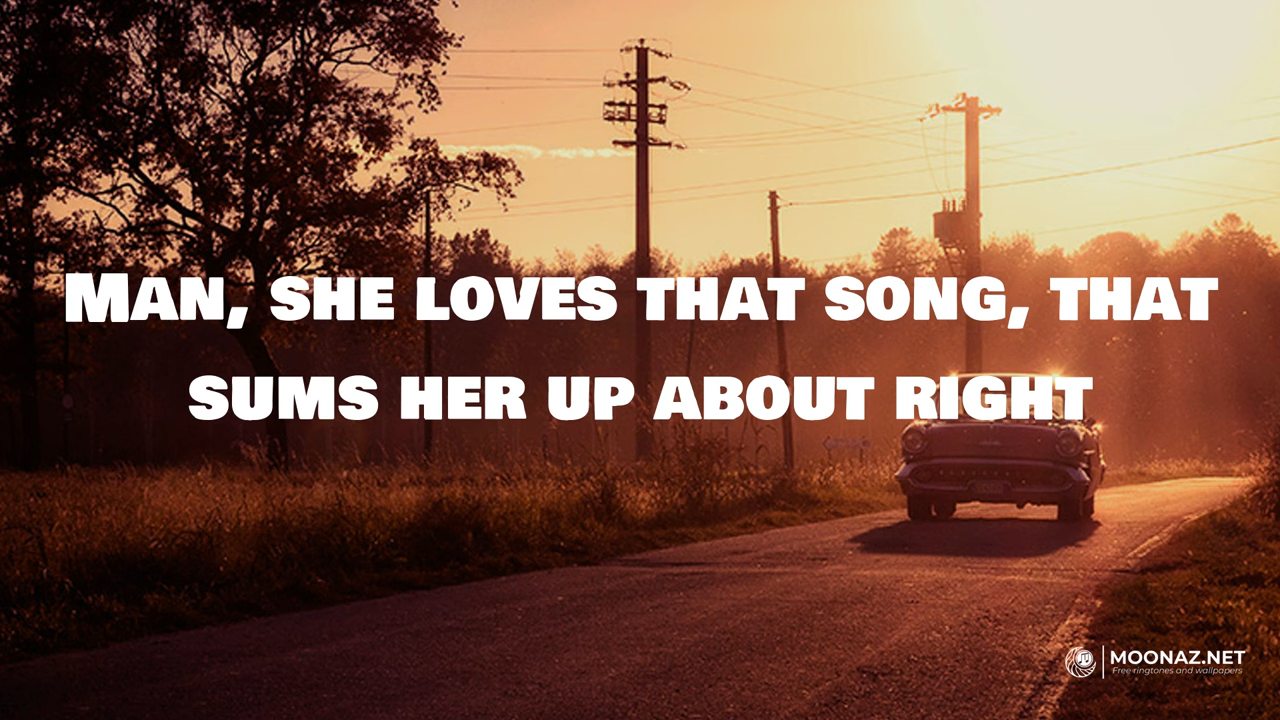 Man, she loves that song, that
sums her up about right
MOONAZ.NET
Free ringtones and wallpapers